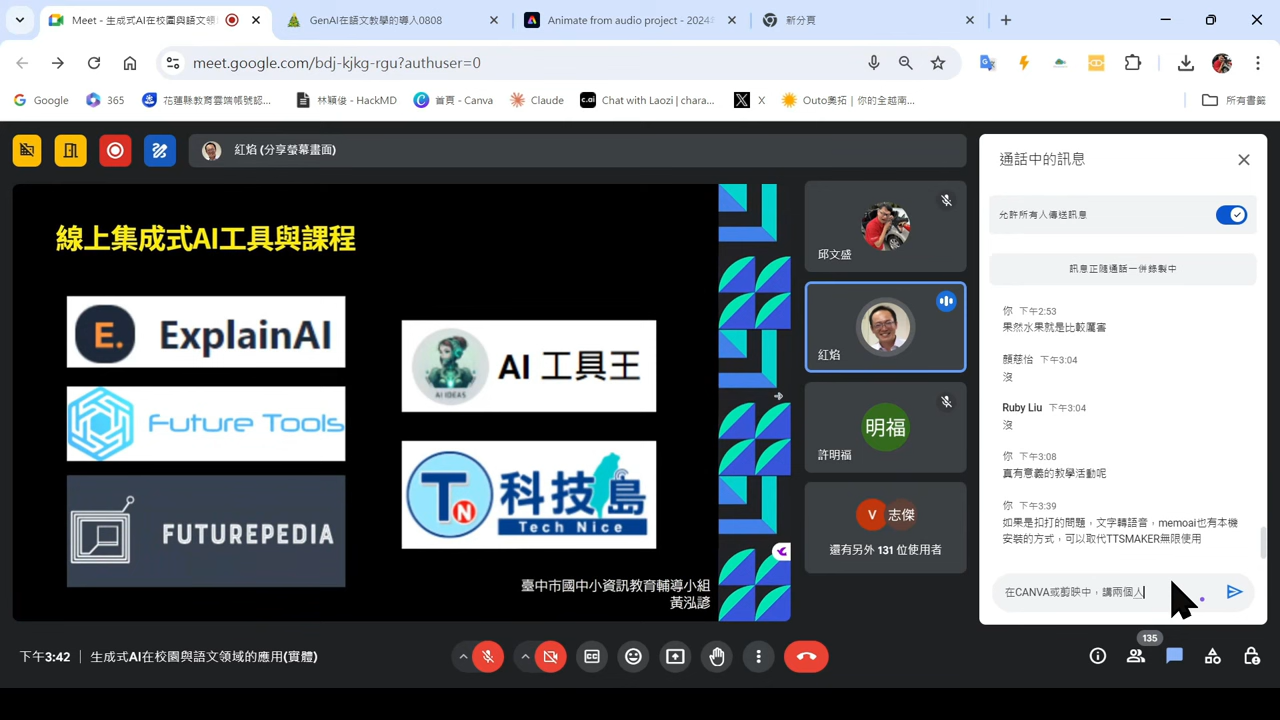 Meet - 生成式AI在校園與語文領
GenAI在語文教學的導入0808
Animate from audio project - 2024
新分頁
meet.google.com/bdj-kjkg-rgu?authuser=0
Google
365
花蓮縣教育雲端帳號認...
林穎俊 - HackMD
首頁 - Canva
Claude
c.ai
Chat with Laozi | chara...
X
Outo奧拓｜你的全越南...
所有書籤
紅焰 (分享螢幕畫面)
線上集成式AI工具與課程
E. ExplainAI
Future Tools
FUTUREPEDIA
AI IDEAS
AI 工具王
TN 科技島
Tech Nice
臺中市國中小資訊教育輔導小組
黃泓諺
邱文盛
紅焰
明福
許明福
V 志傑
還有另外 131 位使用者
通話中的訊息
允許所有人傳送訊息
訊息正隨通話一併錄製中
你 下午2:53
果然水果就是比較厲害
顏慈怡 下午3:04
沒
Ruby Liu 下午3:04
沒
你 下午3:08
真有意義的教學活動呢
你 下午3:39
如果是扣打的問題，文字轉語音，memoai也有本機
安裝的方式，可以取代TTSMAKER無限使用
在CANVA或剪映中，講兩個人
下午3:42 | 生成式AI在校園與語文領域的應用(實體)
135